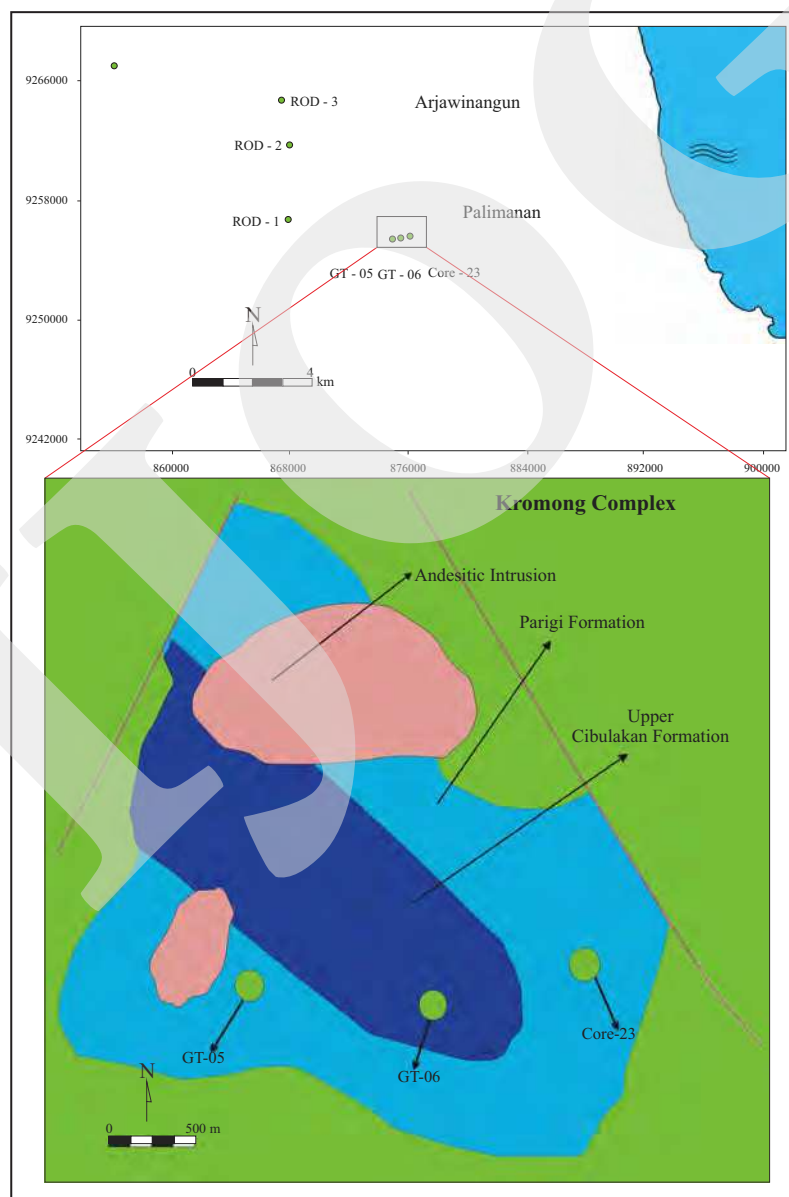 9266000
ROD - 3
Arjawinangun
ROD - 2
9258000
Palimanan
ROD - 1
GT - 05 GT - 06 Core - 23
9250000
N
0 4
km
9242000
860000 868000 876000 884000 892000 900000
Kromong Complex
Andesitic Intrusion
Parigi Formation
Upper
Cibulakan Formation
Core-23
GT-05
GT-06
N
0 500 m